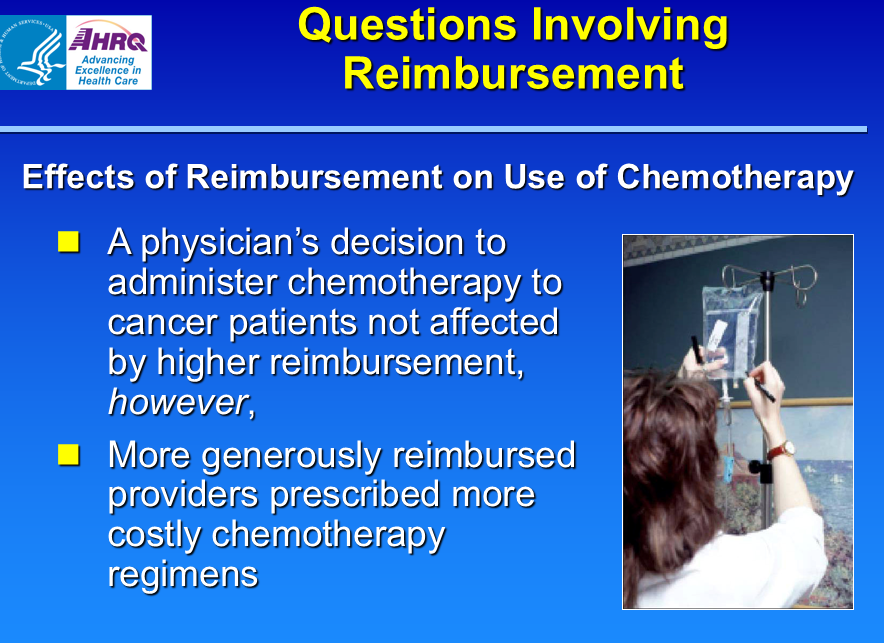 SERVICES • USA
AHRQ
Advancing
Excellence in
Health Care
Questions Involving
Reimbursement
Effects of Reimbursement on Use of Chemotherapy
A physician’s decision to
administer chemotherapy to
cancer patients not affected
by higher reimbursement,
however,
More generously reimbursed
providers prescribed more
costly chemotherapy
regimens